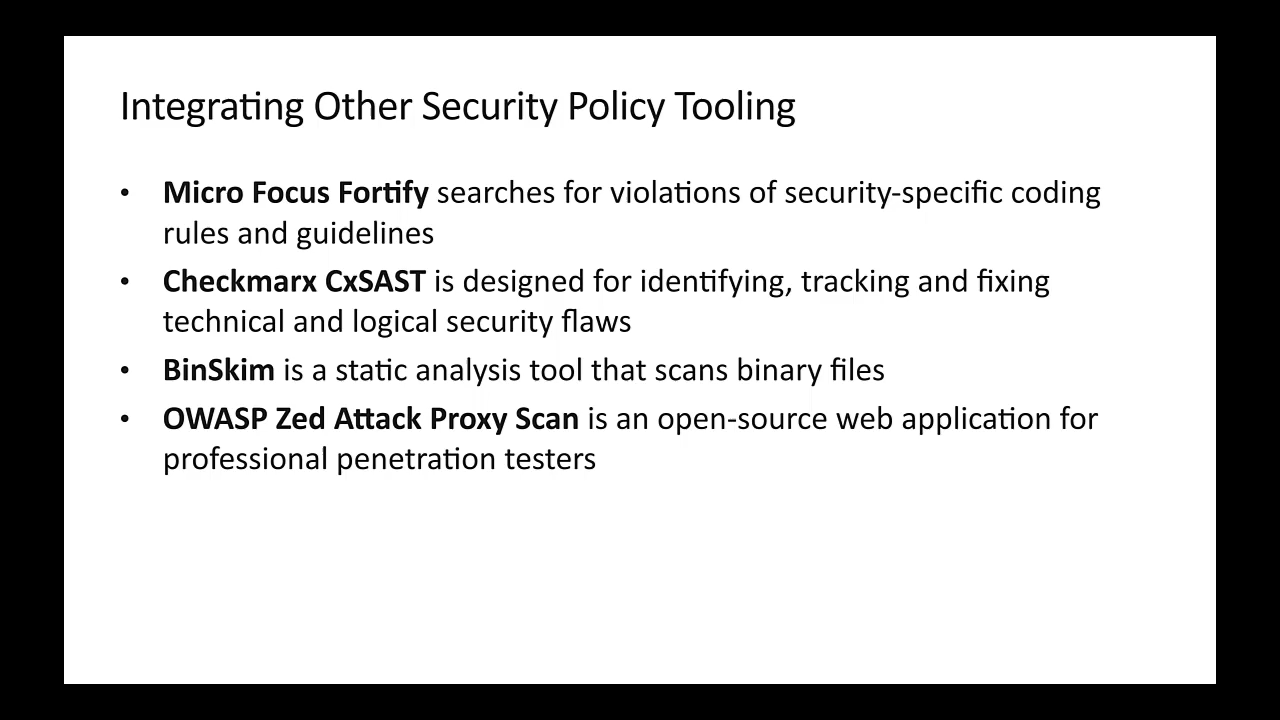 Integrating Other Security Policy Tooling
• Micro Focus Fortify searches for violations of security-specific coding
rules and guidelines
• Checkmarx CxSAST is designed for identifying, tracking and fixing
technical and logical security flaws
• BinSkim is a static analysis tool that scans binary files
• OWASP Zed Attack Proxy Scan is an open-source web application for
professional penetration testers